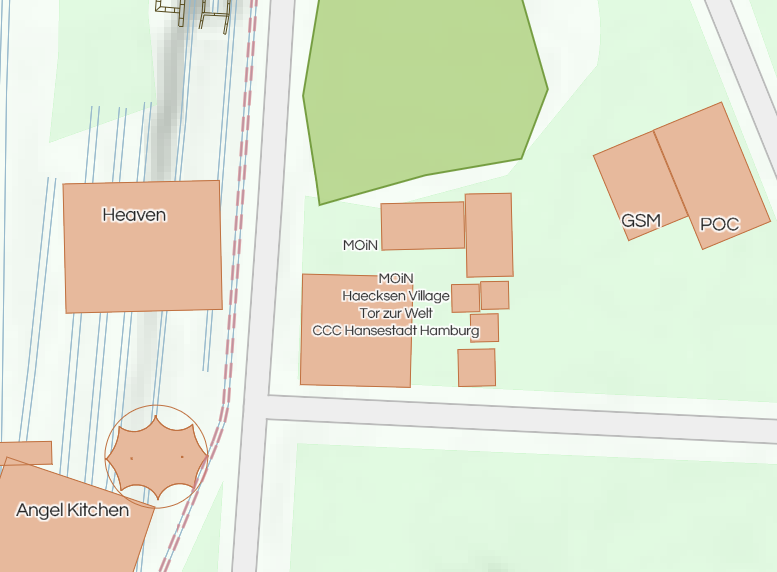 Heaven
GSM
POC
MOiN
MOiN
Haecksen Village
Tor zur Welt
CCC Hansestadt Hamburg
Angel Kitchen